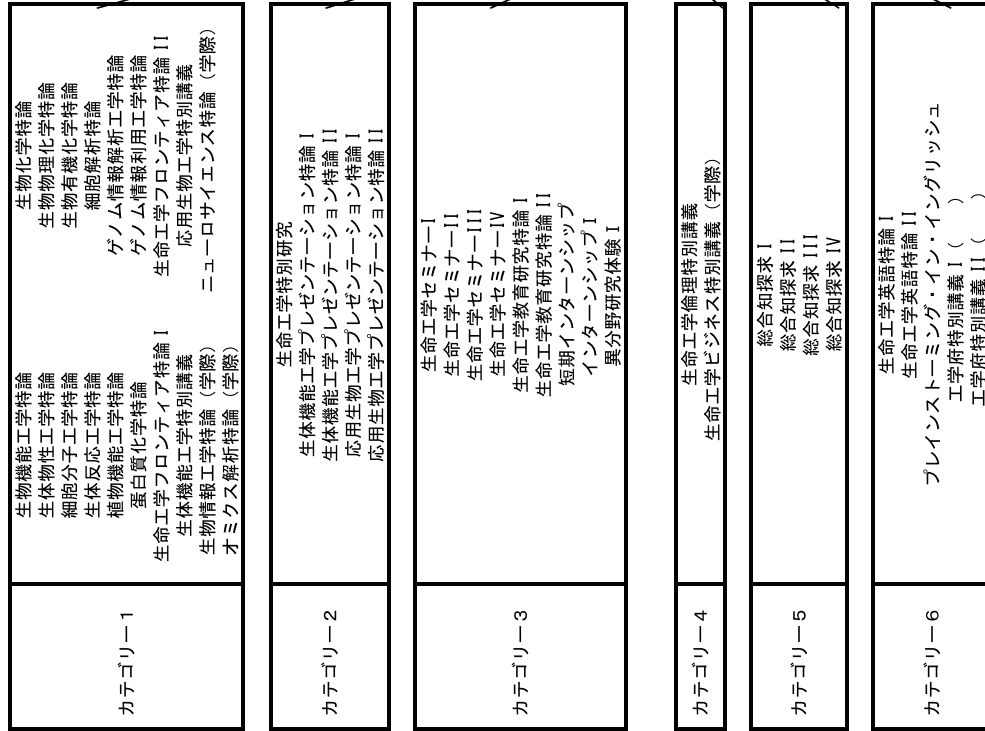 カテゴリー1
生物機能工学特論
生体物性工学特論
細胞分子工学特論
生体反応工学特論
植物機能工学特論
蛋白質化学特論
生命工学フロンティア特論 I
生体機能工学特別講義
生物情報工学特論（学際）
オミクス解析特論（学際）
生物化学特論
生物物理化学特論
生物有機化学特論
細胞解析特論
ゲノム情報解析工学特論
ゲノム情報利用工学特論
生命工学フロンティア特論 II
応用生物工学特別講義
ニューロサイエンス特論（学際）
カテゴリー2
生命工学特別研究
生体機能工学プレゼンテーション特論 I
生体機能工学プレゼンテーション特論 II
応用生物工学プレゼンテーション特論 I
応用生物工学プレゼンテーション特論 II
カテゴリー3
生命工学セミナーI
生命工学セミナーII
生命工学セミナーIII
生命工学セミナーIV
生命工学教育研究特論 I
生命工学教育研究特論 II
短期インターンシップ
インターンシップ I
異分野研究体験 I
カテゴリー4
生命工学倫理特別講義
生命工学ビジネス特別講義（学際）
カテゴリー5
総合知探求 I
総合知探求 II
総合知探求 III
総合知探求 IV
カテゴリー6
生命工学英語特論 I
生命工学英語特論 II
ブレインストーミング・イン・イングリッシュ
工学府特別講義 I（　　）
工学府特別講義 II（　　）